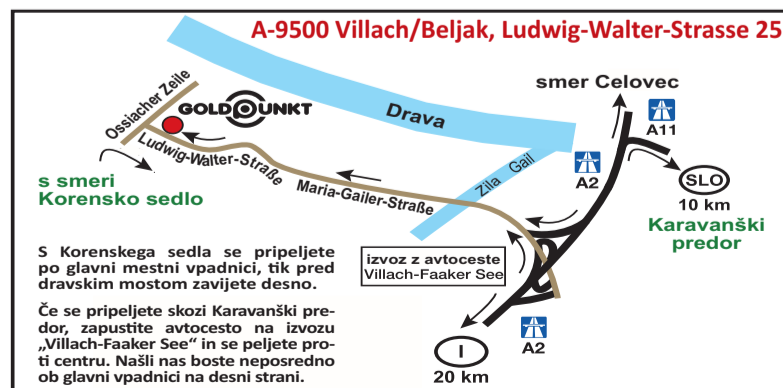 A-9500 Villach/Beljak, Ludwig-Walter-Strasse 25
smer Celovec
Ossiacher Zeile
GOLDPUNKT
Drava
A11
Ludwig-Walter-Straße
Zila Gail
A2
SLO
s smeri
Korensko sedlo
Maria-Gailer-Straße
10 km
Karavanški
predor
izvoz z avtoceste
Villach-Faaker See
S Korenskega sedla se pripeljete
po glavni mestni vpadnici, tik pred
dravskim mostom zavijete desno.
Če se pripeljete skozi Karavanški pre-
dor, zapustite avtocesto na izvozu
„Villach-Faaker See“ in se peljete pro-
ti centru. Našli nas boste neposredno
ob glavni vpadnici na desni strani.
A2
I
20 km